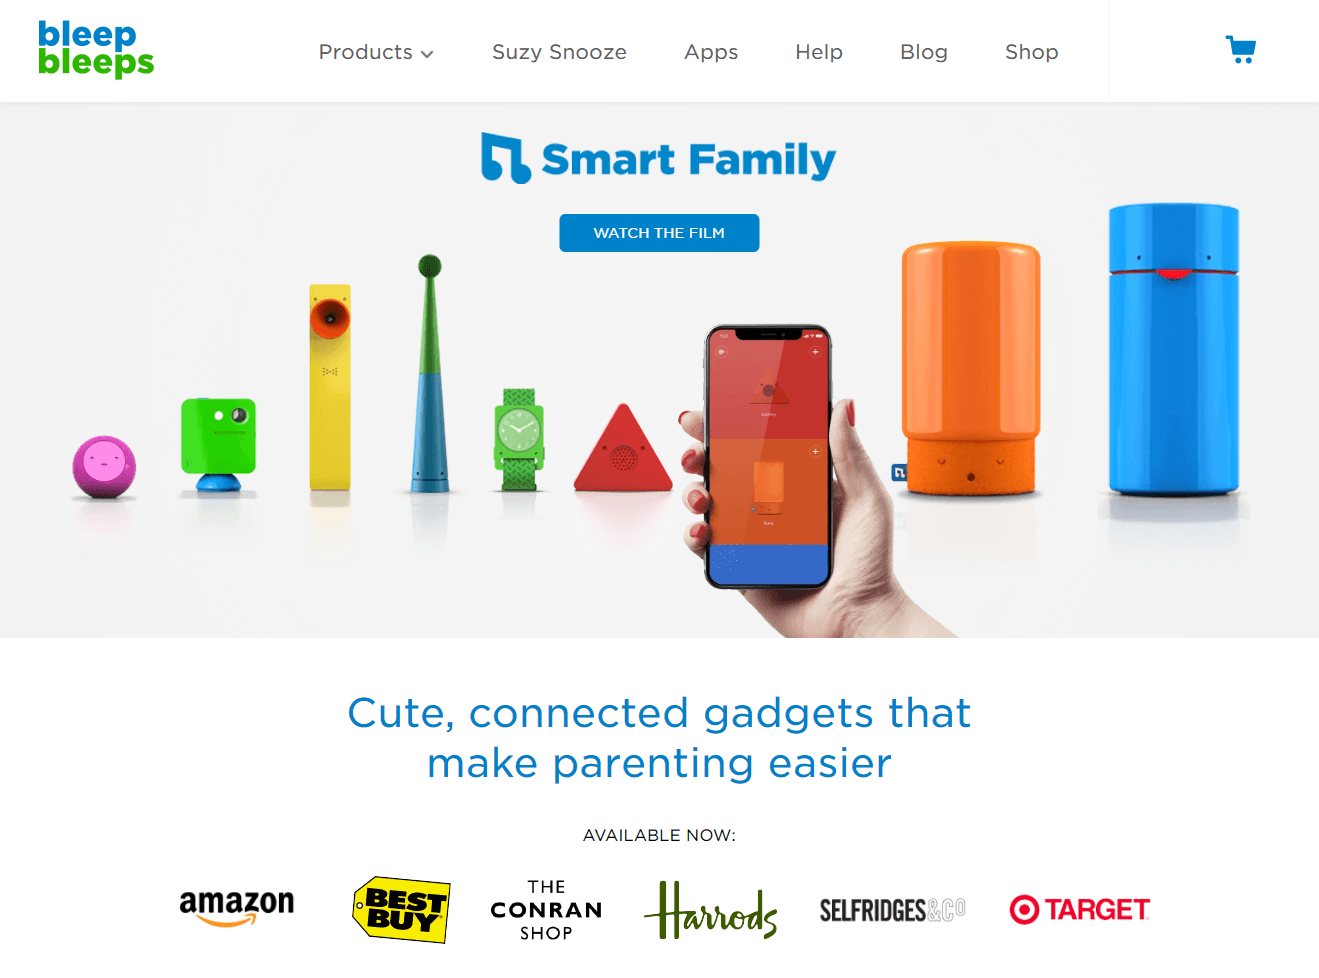 bleep
bleeps
Products
Suzy Snooze
Apps
Help
Blog
Shop
Smart Family
WATCH THE FILM
Cute, connected gadgets that
make parenting easier
AVAILABLE NOW:
amazon
BEST
BUY
THE
CONRAN
SHOP
Harrods
SELFRIDGES&CO
TARGET